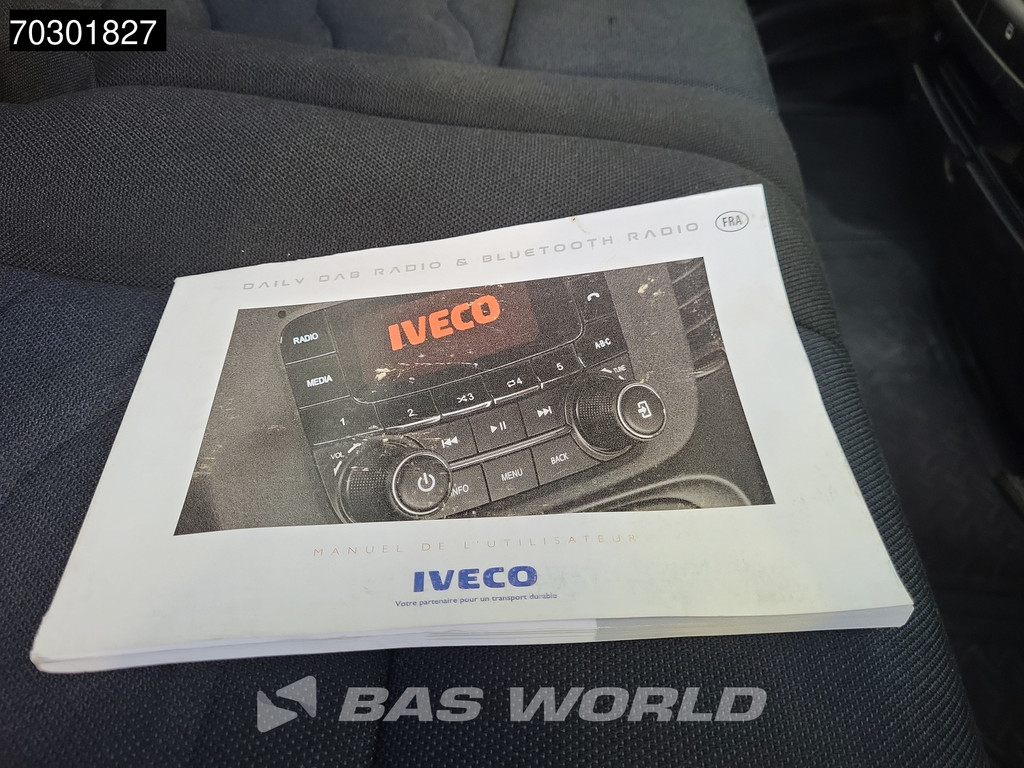 70301827
DAILY DAB RADIO & BLUETOOTH RADIO
FRA
IVECO
RADIO
MEDIA
ABC
1
2
3
4
5
VOL
TUNE
INFO
MENU
BACK
MANUEL DE L'UTILISATEUR
IVECO
Votre partenaire pour un transport durable
BAS WORLD